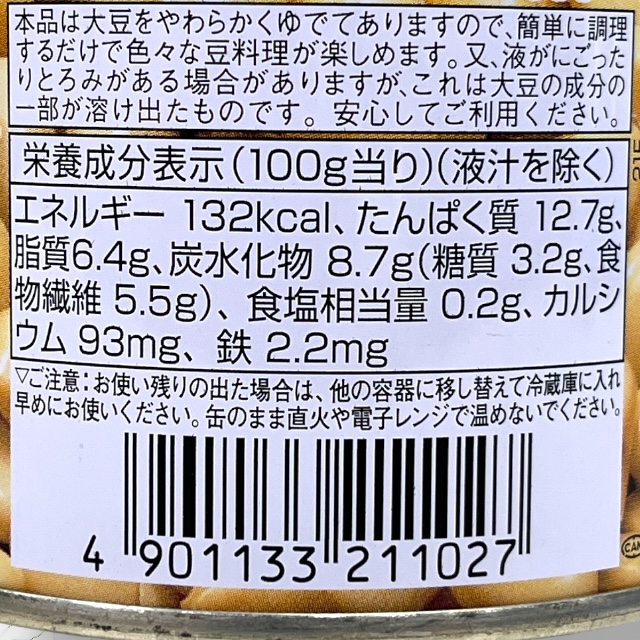 本品は大豆をやわらかくゆでてありますので、簡単に調理
するだけで色々な豆料理が楽しめます。又、液がにごった
りとろみがある場合がありますが、これは大豆の成分の
一部が溶け出たものです。安心してご利用ください。
栄養成分表示(100g当り)(液汁を除く)
エネルギー 132kcal、たんぱく質 12.7g、
脂質6.4g、炭水化物 8.7g(糖質 3.2g、食
物繊維 5.5g)、食塩相当量 0.2g、カルシ
ウム 93mg、鉄 2.2mg
▽ご注意:お使い残りの出た場合は、他の容器に移し替えて冷蔵庫に入れ
早めにお使いください。缶のまま直火や電子レンジで温めないでください。
4 901133 211027